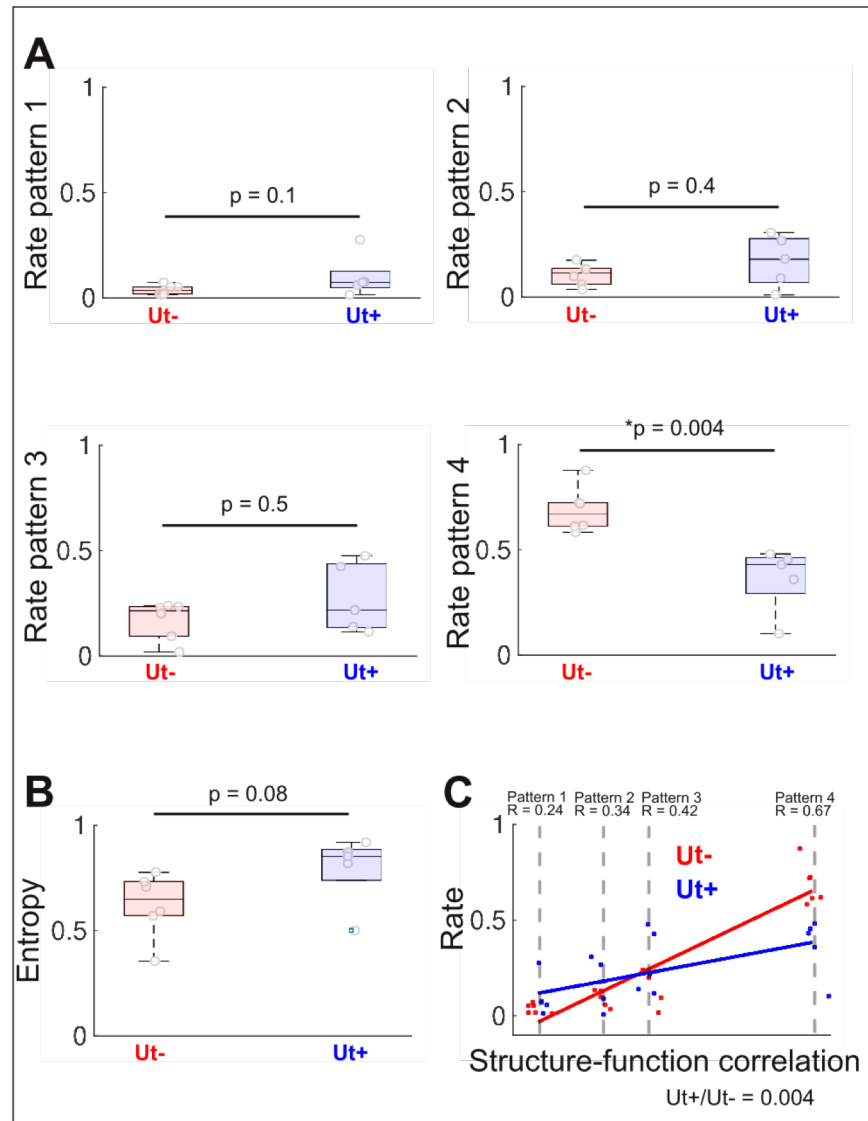 A
Rate pattern 1
1
0.5
0
p = 0.1
Ut-
Ut+
Rate pattern 2
1
0.5
0
p = 0.4
Ut-
Ut+
Rate pattern 3
1
0.5
0
p = 0.5
Ut-
Ut+
Rate pattern 4
1
0.5
0
*p = 0.004
Ut-
Ut+
B
Entropy
1
0.5
0
p = 0.08
Ut-
Ut+
C
Pattern 1
R = 0.24
Pattern 2
R = 0.34
Pattern 3
R = 0.42
Pattern 4
R = 0.67
Rate
1
0.5
0
Ut-
Ut+
Structure-function correlation
Ut+/Ut- = 0.004